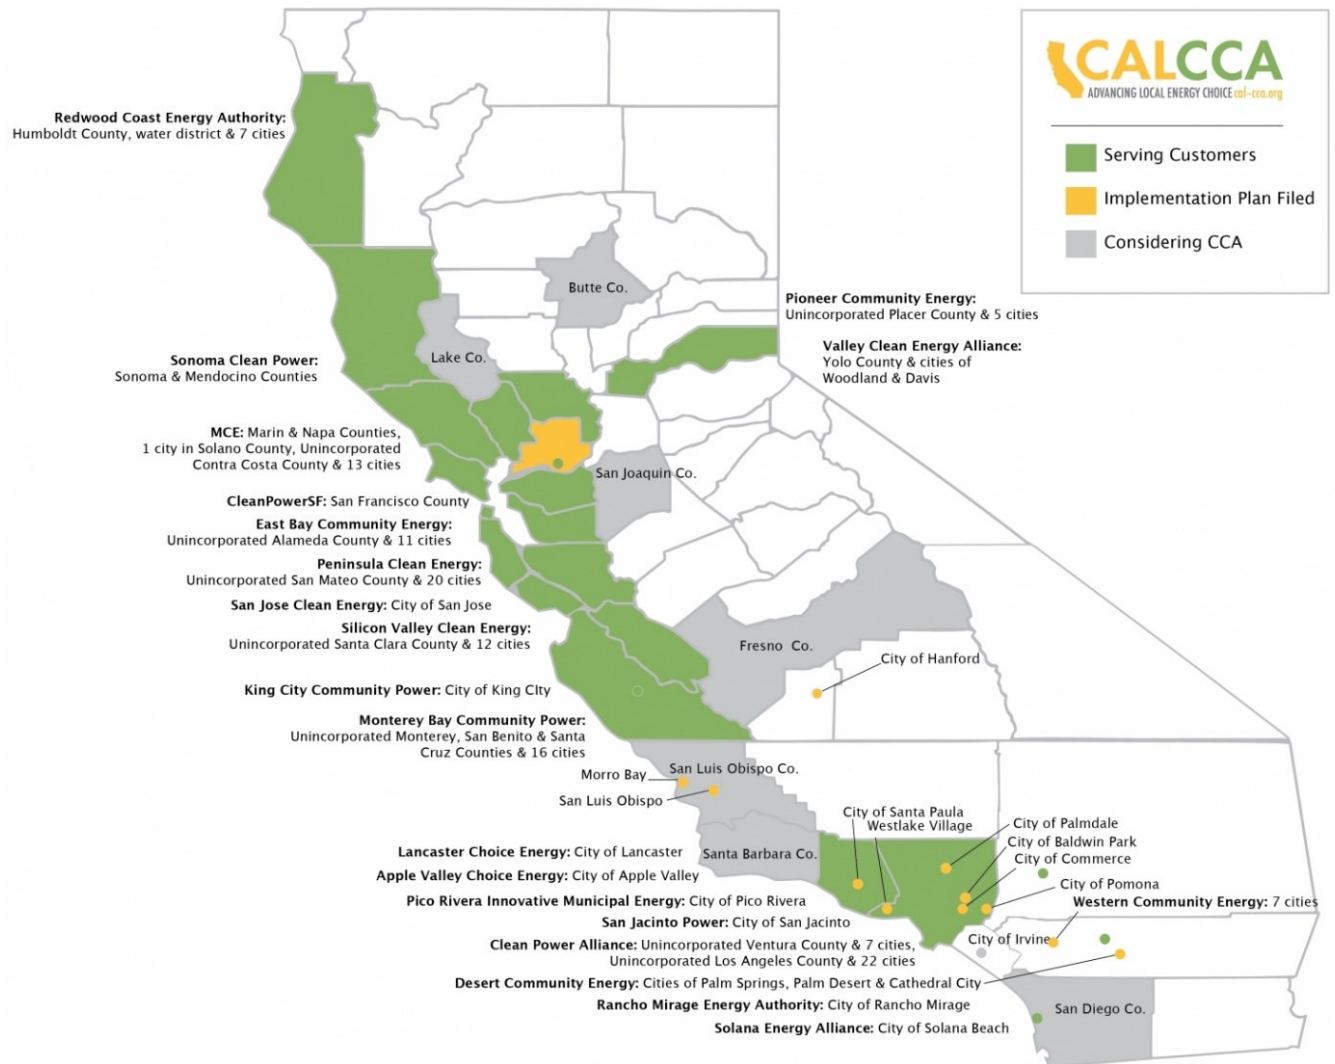 CALCCA
ADVANCING LOCAL ENERGY CHOICE cal-cca.org
Serving Customers
Implementation Plan Filed
Considering CCA
Redwood Coast Energy Authority:
Humboldt County, water district & 7 cities
Butte Co.
Pioneer Community Energy:
Unincorporated Placer County & 5 cities
Valley Clean Energy Alliance:
Yolo County & cities of
Woodland & Davis
Lake Co.
Sonoma Clean Power:
Sonoma & Mendocino Counties
MCE: Marin & Napa Counties,
1 city in Solano County, Unincorporated
Contra Costa County & 13 cities
San Joaquin Co.
CleanPowerSF: San Francisco County
East Bay Community Energy:
Unincorporated Alameda County & 11 cities
Peninsula Clean Energy:
Unincorporated San Mateo County & 20 cities
San Jose Clean Energy: City of San Jose
Silicon Valley Clean Energy:
Unincorporated Santa Clara County & 12 cities
Fresno Co.
City of Hanford
King City Community Power: City of King CIty
Monterey Bay Community Power:
Unincorporated Monterey, San Benito & Santa
Cruz Counties & 16 cities
San Luis Obispo Co.
Morro Bay
San Luis Obispo
City of Santa Paula
Westlake Village
City of Palmdale
City of Baldwin Park
City of Commerce
City of Pomona
Western Community Energy: 7 cities
Santa Barbara Co.
Lancaster Choice Energy: City of Lancaster
Apple Valley Choice Energy: City of Apple Valley
Pico Rivera Innovative Municipal Energy: City of Pico Rivera
San Jacinto Power: City of San Jacinto
Clean Power Alliance: Unincorporated Ventura County & 7 cities,
Unincorporated Los Angeles County & 22 cities
City of Irvine
Desert Community Energy: Cities of Palm Springs, Palm Desert & Cathedral City
Rancho Mirage Energy Authority: City of Rancho Mirage
Solana Energy Alliance: City of Solana Beach
San Diego Co.